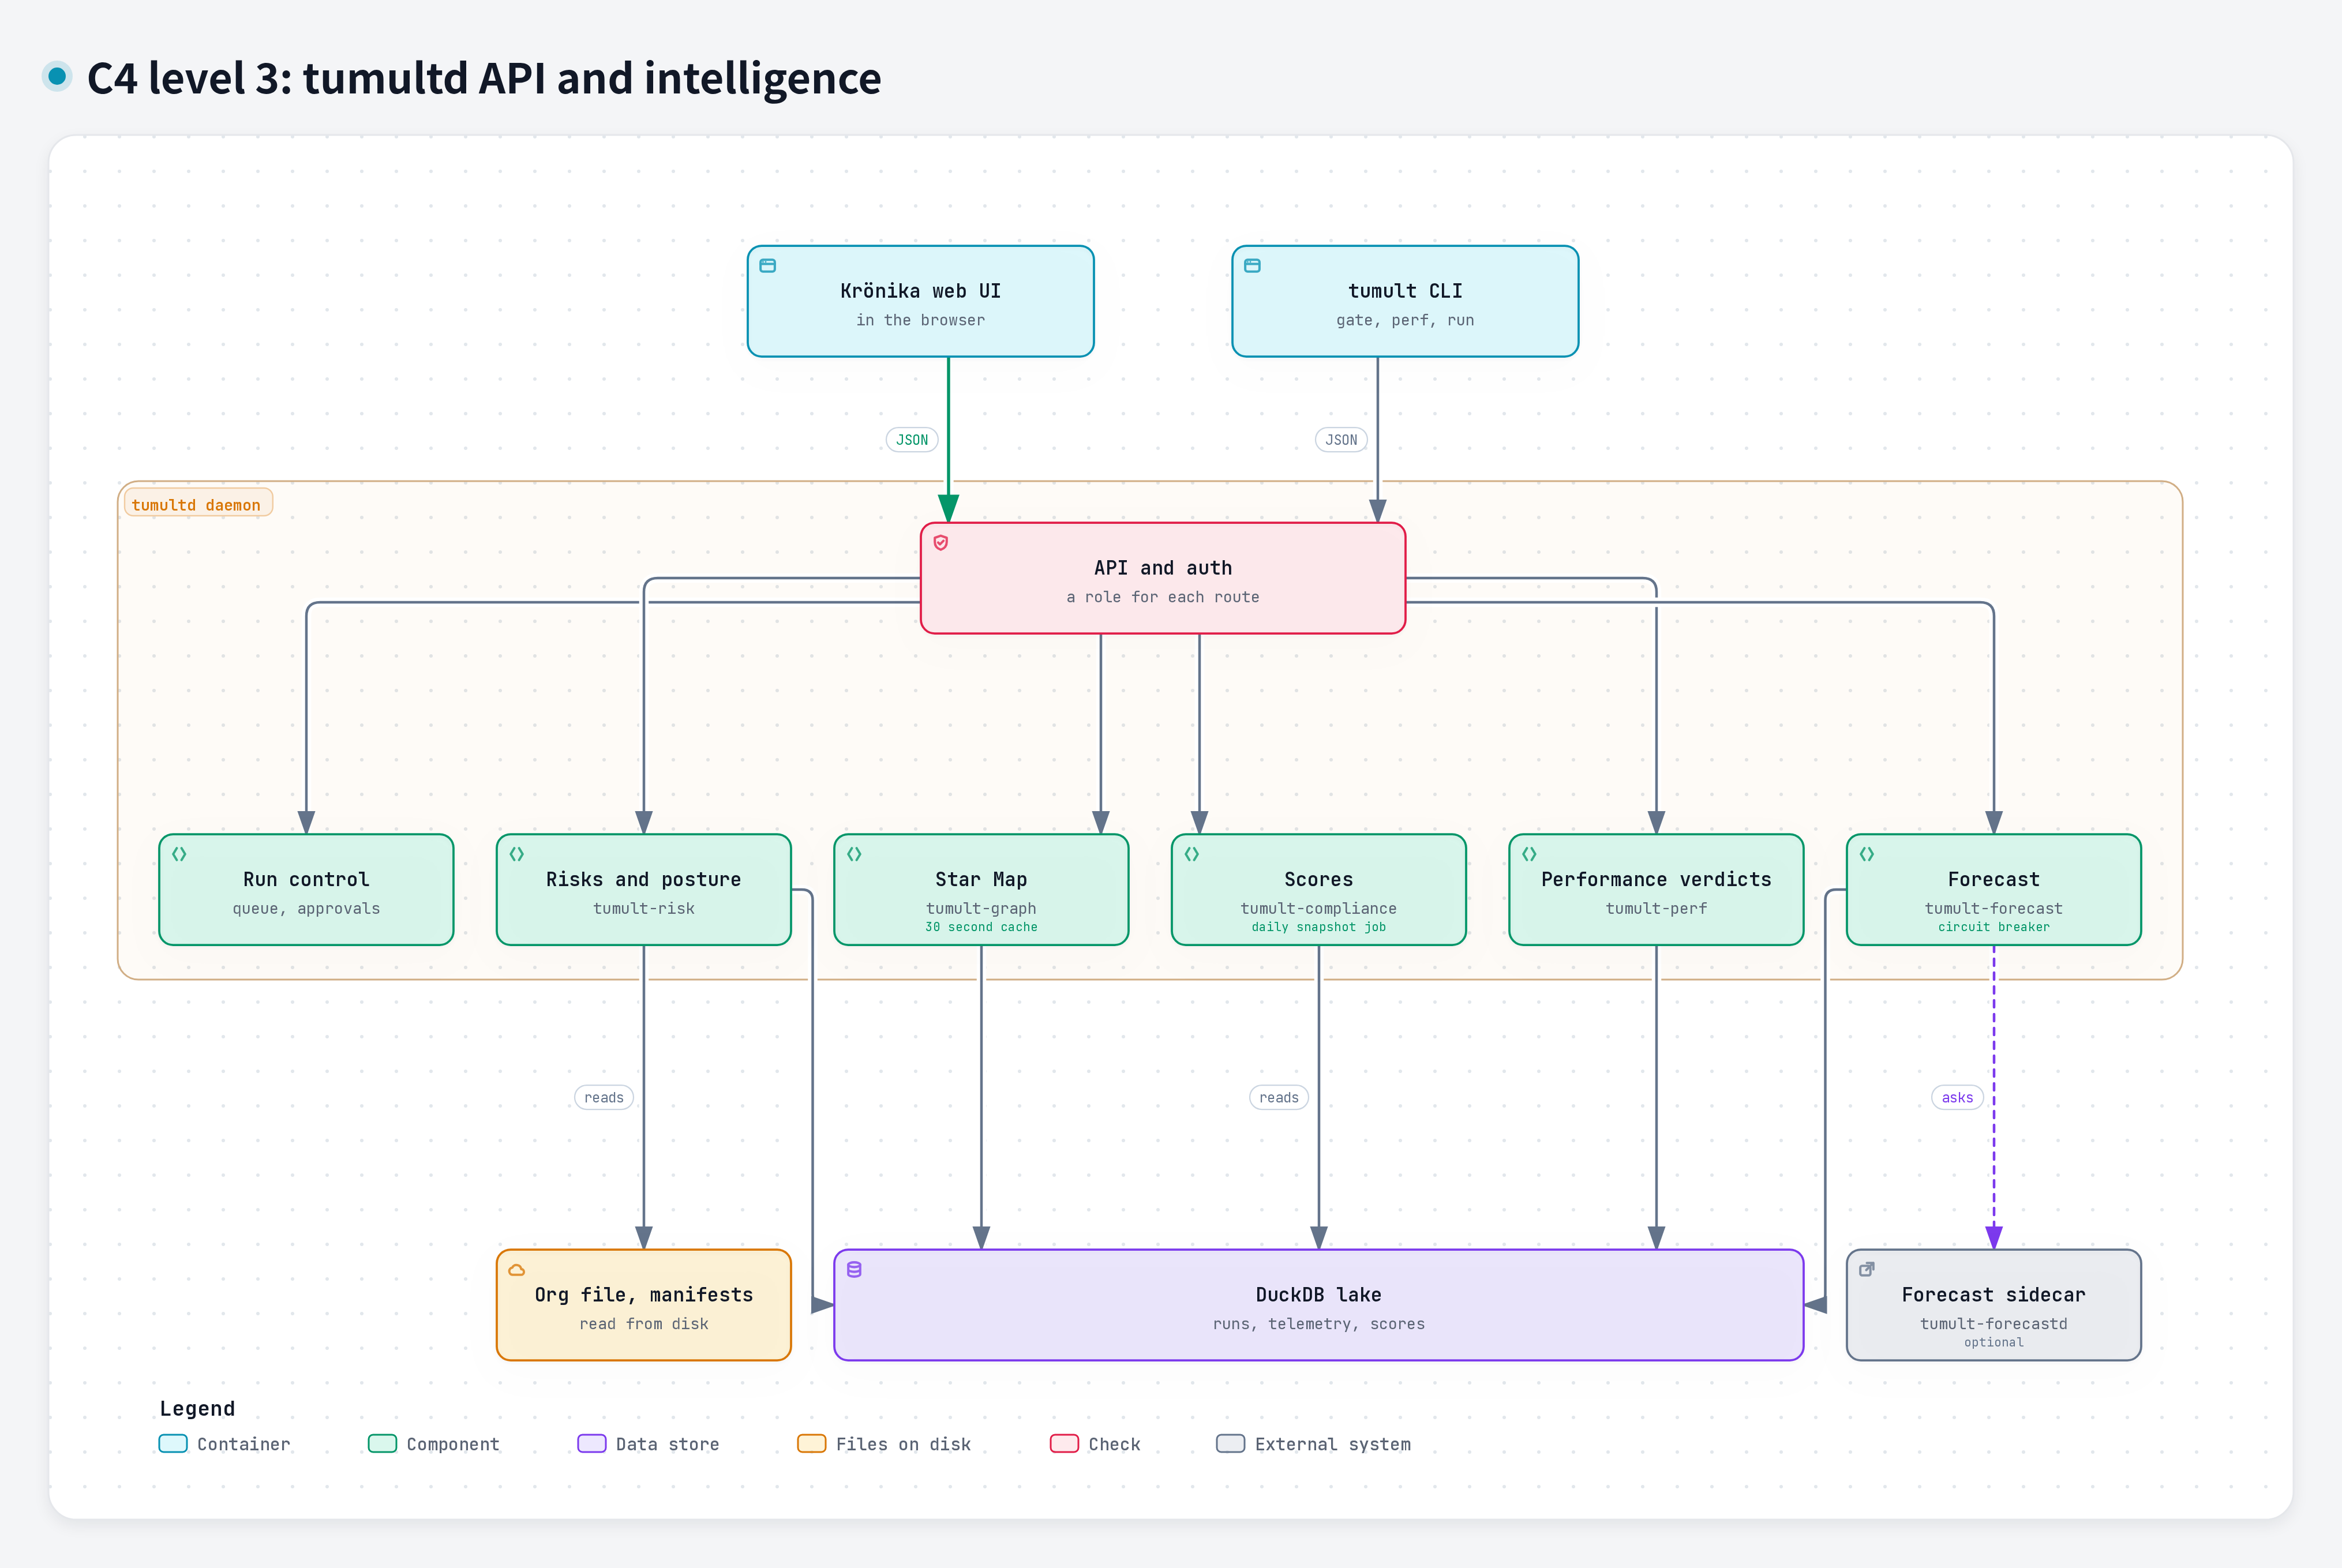 C4 level 3: tumultd API and intelligence
Krönika web UI
in the browser
tumult CLI
gate, perf, run
JSON
JSON
tumultd daemon
API and auth
a role for each route
Run control
queue, approvals
Risks and posture
tumult-risk
Star Map
tumult-graph
30 second cache
Scores
tumult-compliance
daily snapshot job
Performance verdicts
tumult-perf
Forecast
tumult-forecast
circuit breaker
reads
reads
asks
Org file, manifests
read from disk
DuckDB lake
runs, telemetry, scores
Forecast sidecar
tumult-forecastd
optional
Legend
Container
Component
Data store
Files on disk
Check
External system